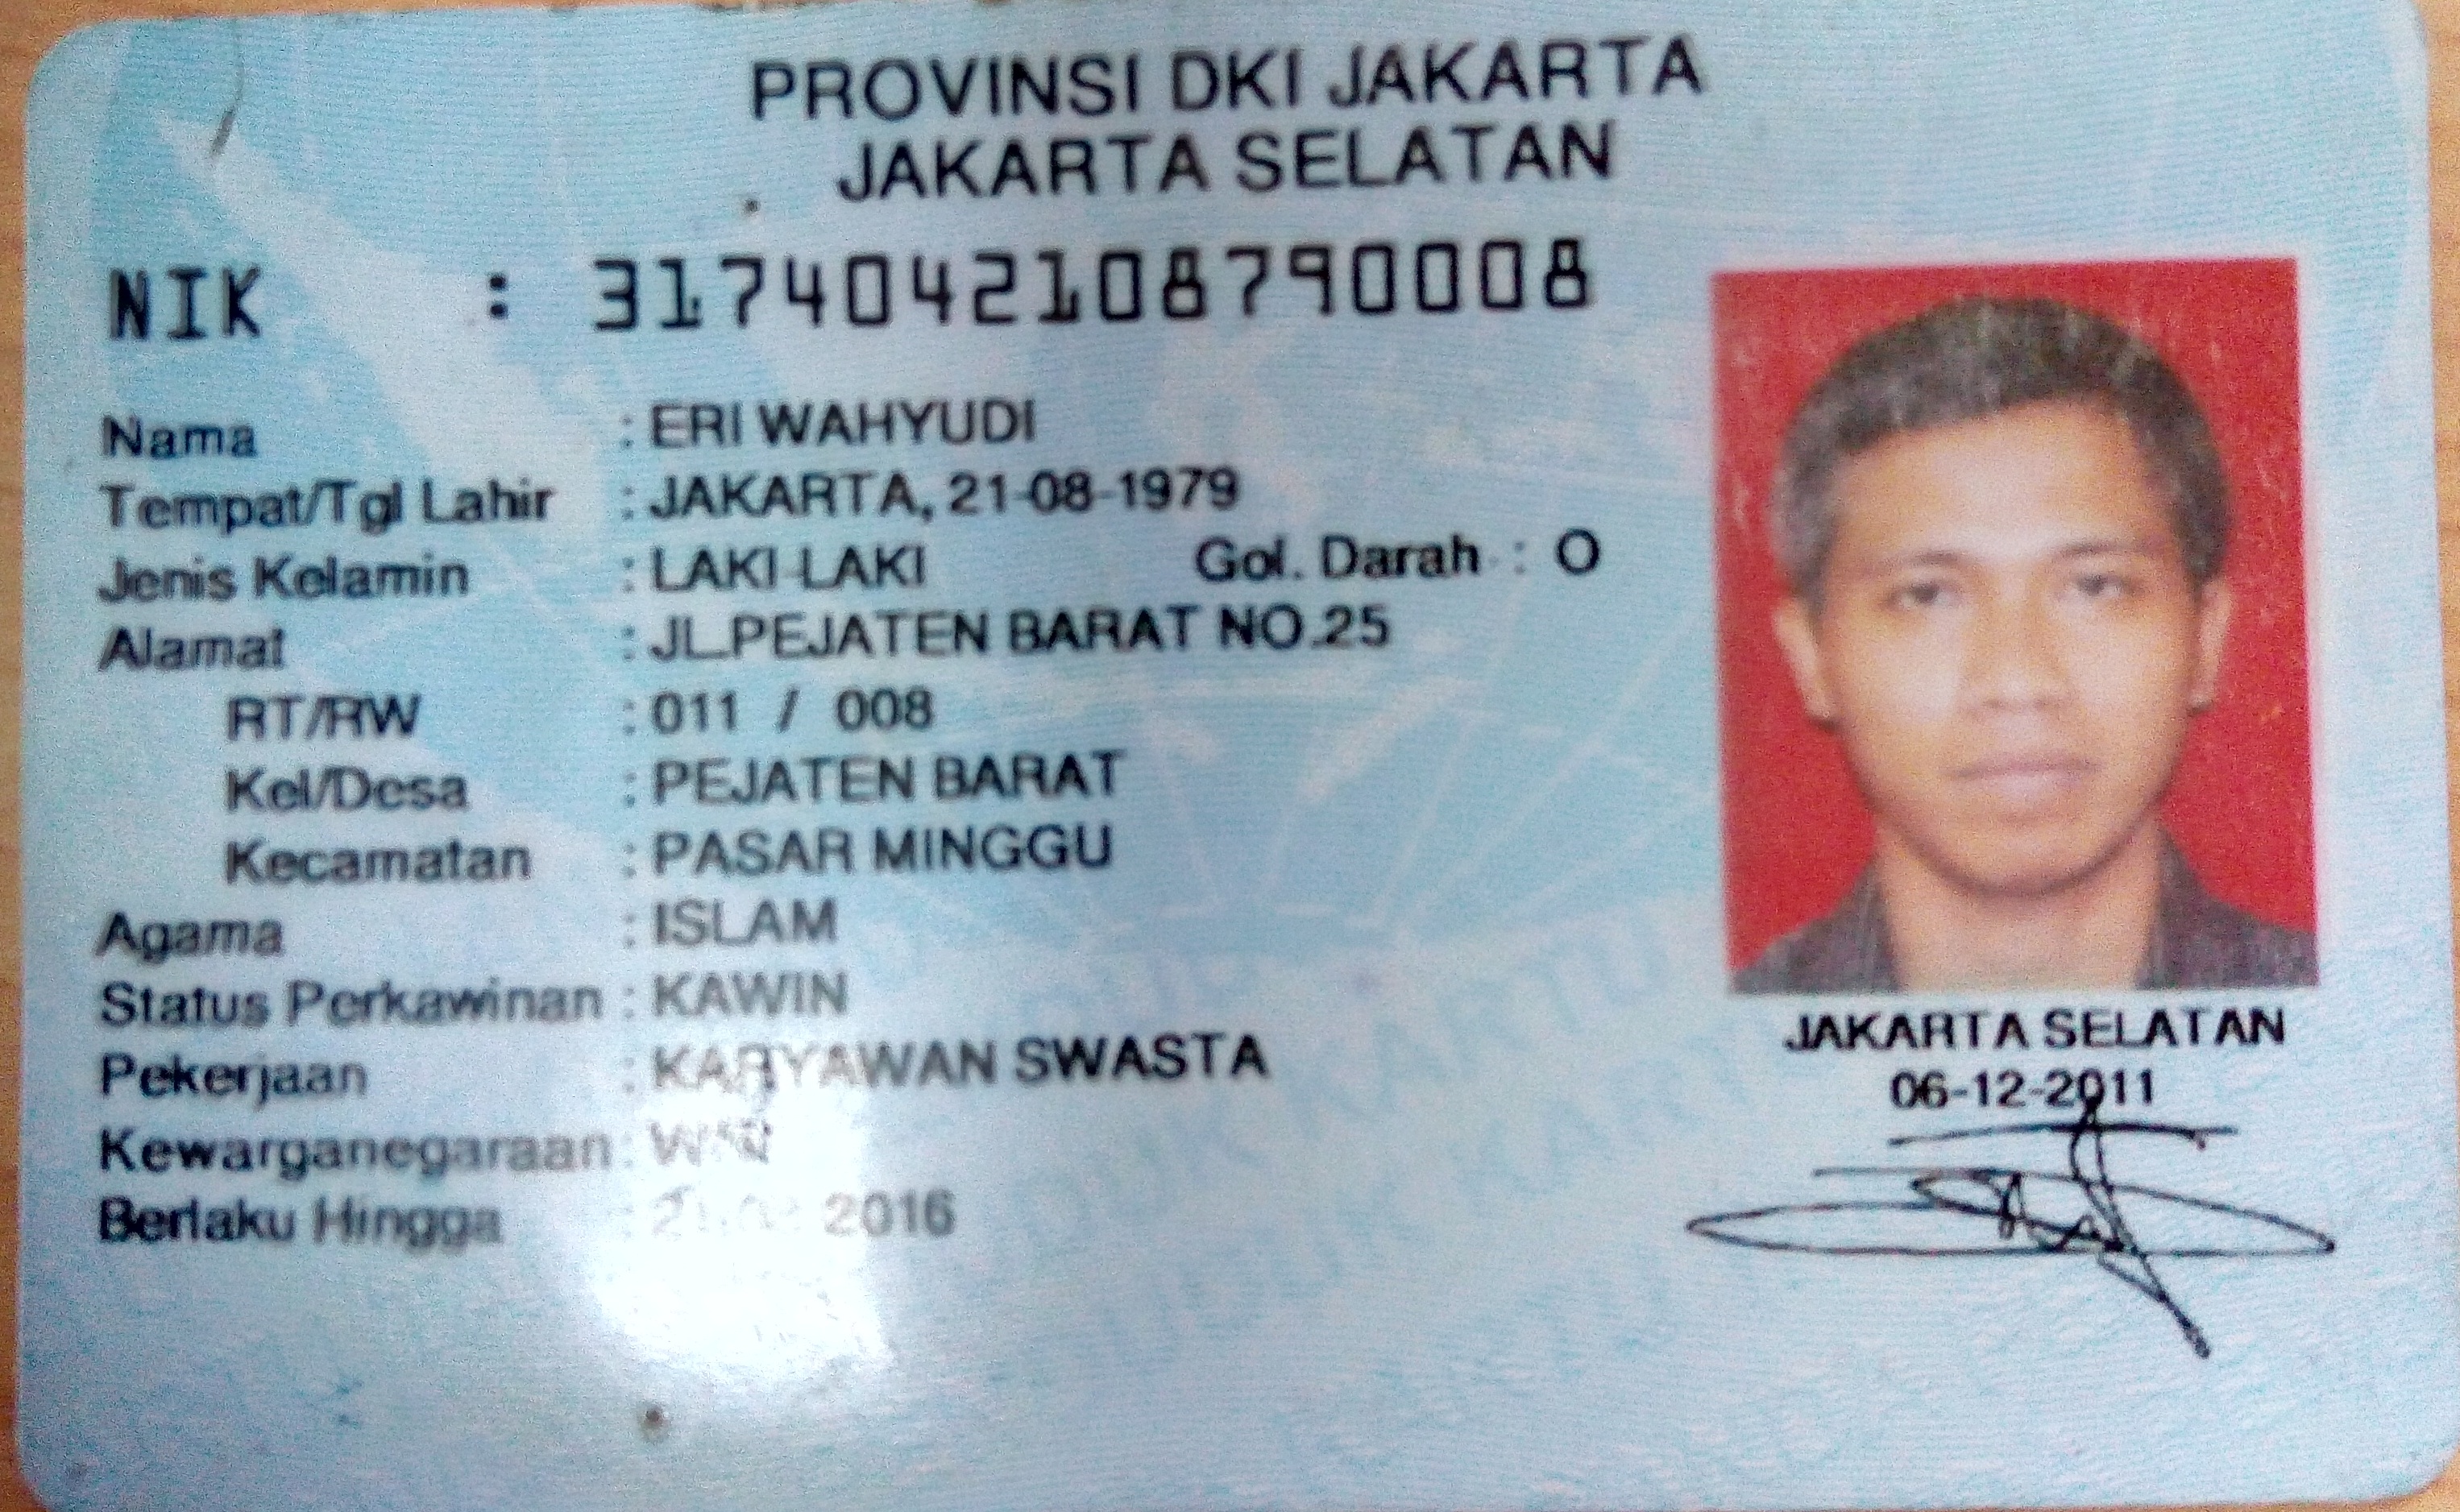 PROVINSI DKI JAKARTA
JAKARTA SELATAN
NIK : 3174042108790008
Nama : ERI WAHYUDI
Tempat/Tgl Lahir : JAKARTA, 21-08-1979
Jenis Kelamin : LAKI-LAKI Gol. Darah : O
Alamat : JL.PEJATEN BARAT NO.25
RT/RW : 011 / 008
Kel/Desa : PEJATEN BARAT
Kecamatan : PASAR MINGGU
Agama : ISLAM
Status Perkawinan : KAWIN
Pekerjaan : KARYAWAN SWASTA
Kewarganegaraan :
Berlaku Hingga : 2016
JAKARTA SELATAN
06-12-2011